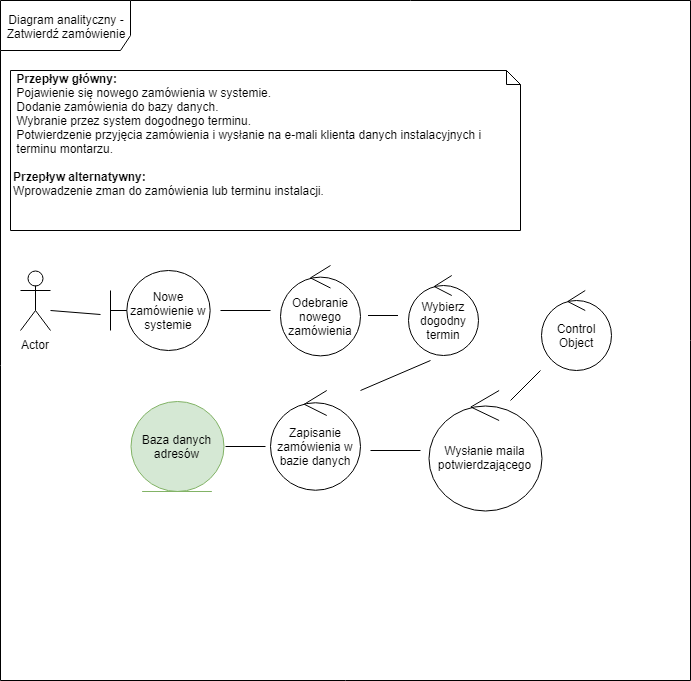 Diagram analityczny -
Zatwierdź zamówienie
Przepływ główny:
Pojawienie się nowego zamówienia w systemie.
Dodanie zamówienia do bazy danych.
Wybranie przez system dogodnego terminu.
Potwierdzenie przyjęcia zamówienia i wysłanie na e-mali klienta danych instalacyjnych i
terminu montarzu.
Przepływ alternatywny:
Wprowadzenie zman do zamówienia lub terminu instalacji.
Actor
Nowe
zamówienie w
systemie
Odebranie
nowego
zamówienia
Wybierz
dogodny
termin
Control
Object
Baza danych
adresów
Zapisanie
zamówienia w
bazie danych
Wysłanie maila
potwierdzającego